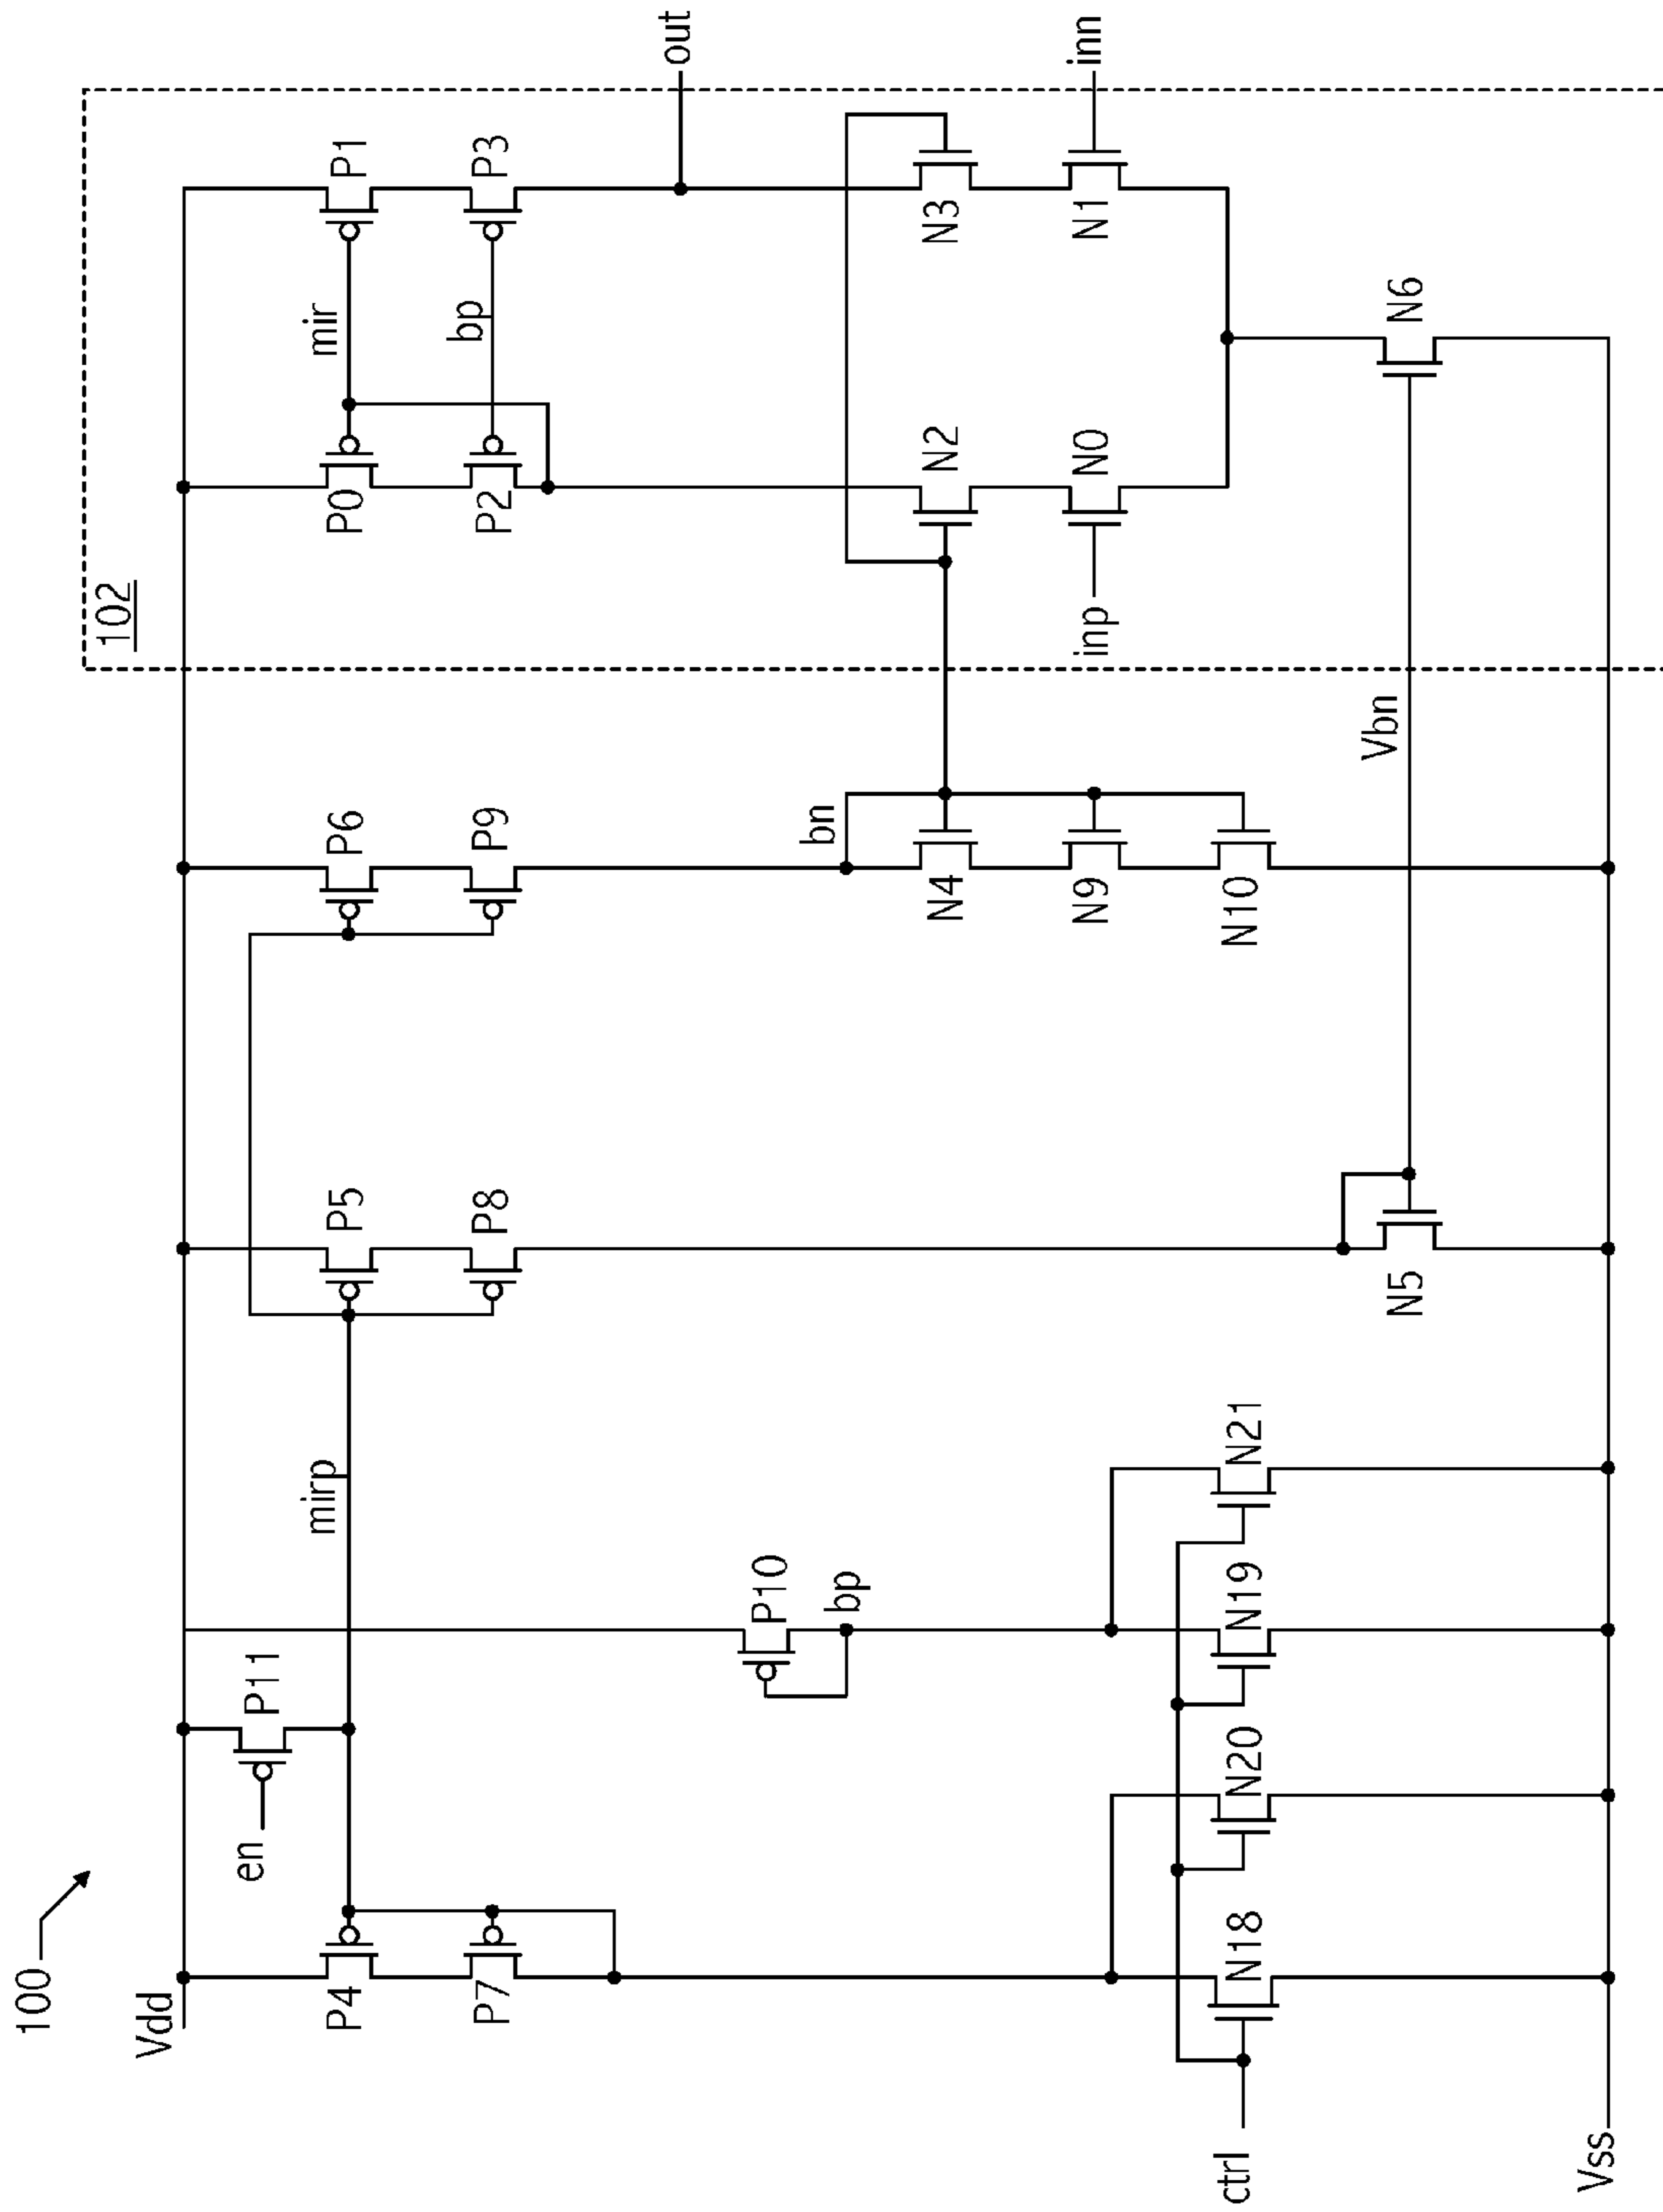 100
Vdd
P4
P7
en
P11
mirp
P10
bp
P5
P8
P6
P9
bn
N4
N9
N10
102
P0
P2
mir
bp
P1
P3
out
N2
N3
inp
N0
N1
inn
Vbn
N6
N5
ctrl
N18
N20
N19
N21
Vss